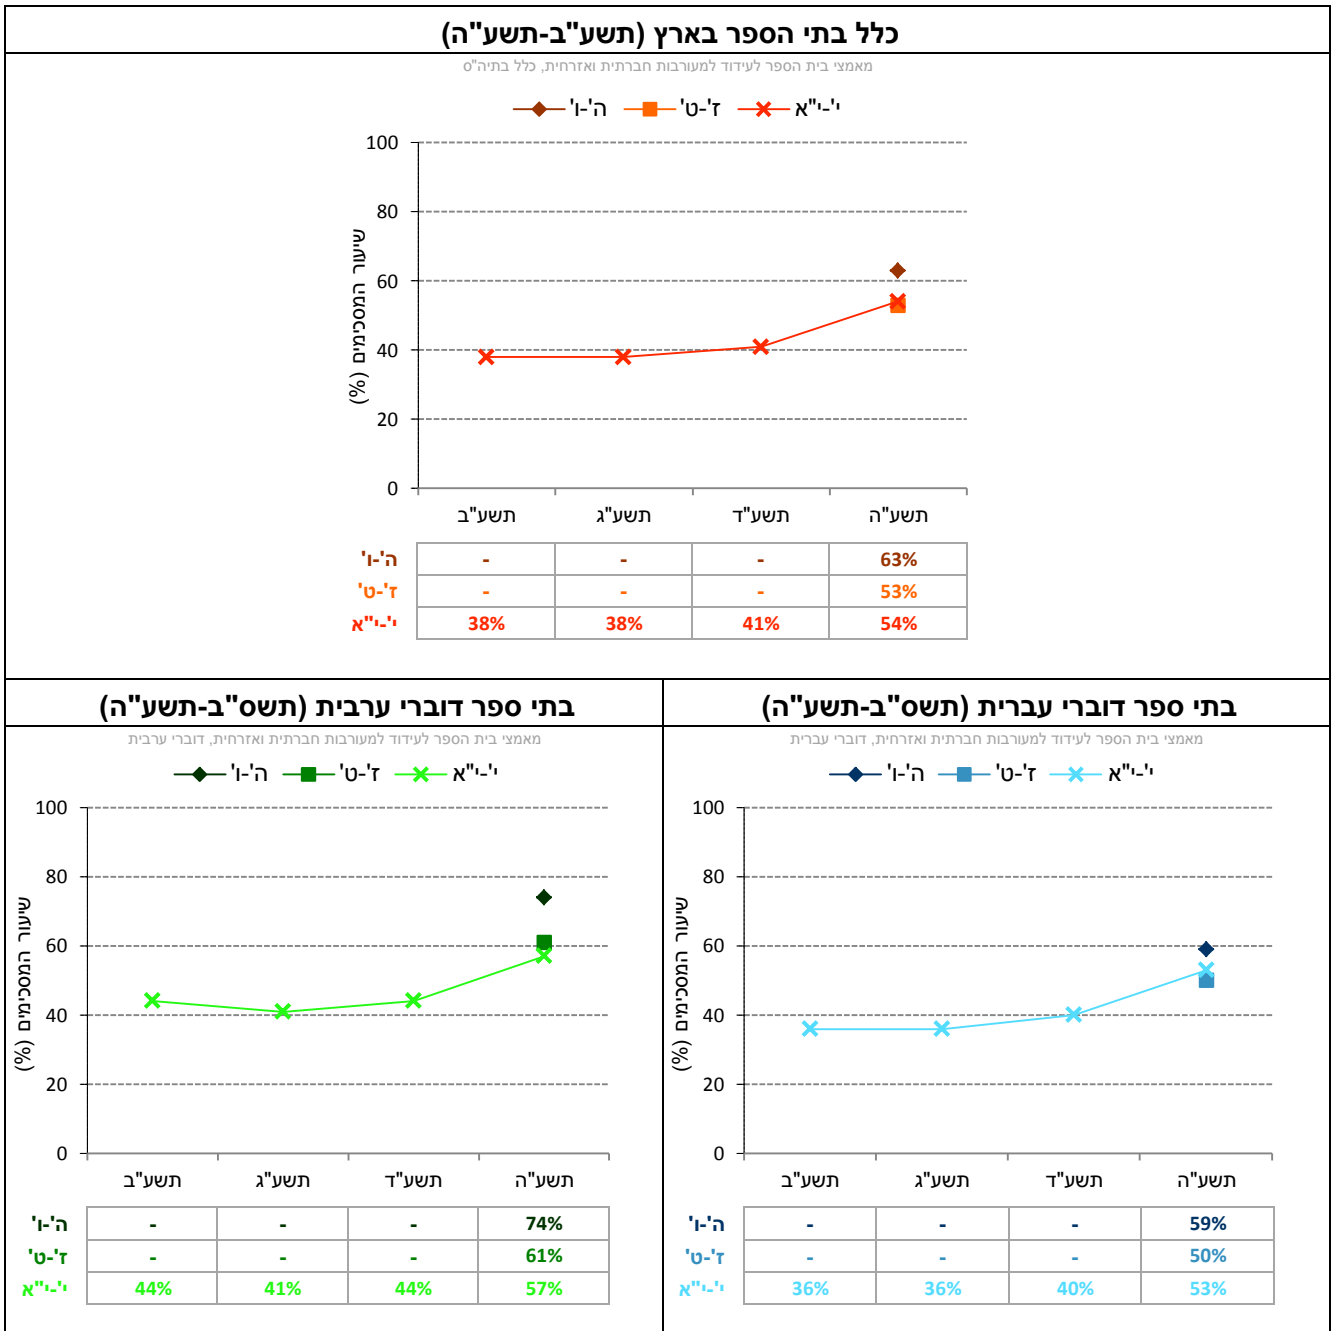 כלל בתי הספר בארץ (תשע"ב-תשע"ה)
מאמצי בית הספר לעידוד למעורבות חברתית ואזרחית, כלל בתיה"ס
ה'-ו' ז'-ט' י'-י"א
שיעור המסכימים (%)
100
80
60
40
20
0
תשע"ב תשע"ג תשע"ד תשע"ה
ה'-ו' - - - 63%
ז'-ט' - - - 53%
י'-י"א 38% 38% 41% 54%
בתי ספר דוברי עברית (תשס"ב-תשע"ה)
מאמצי בית הספר לעידוד למעורבות חברתית ואזרחית, דוברי עברית
ה'-ו' ז'-ט' י'-י"א
שיעור המסכימים (%)
100
80
60
40
20
0
תשע"ב תשע"ג תשע"ד תשע"ה
ה'-ו' - - - 59%
ז'-ט' - - - 50%
י'-י"א 36% 36% 40% 53%
בתי ספר דוברי ערבית (תשס"ב-תשע"ה)
מאמצי בית הספר לעידוד למעורבות חברתית ואזרחית, דוברי ערבית
ה'-ו' ז'-ט' י'-י"א
שיעור המסכימים (%)
100
80
60
40
20
0
תשע"ב תשע"ג תשע"ד תשע"ה
ה'-ו' - - - 74%
ז'-ט' - - - 61%
י'-י"א 44% 41% 44% 57%